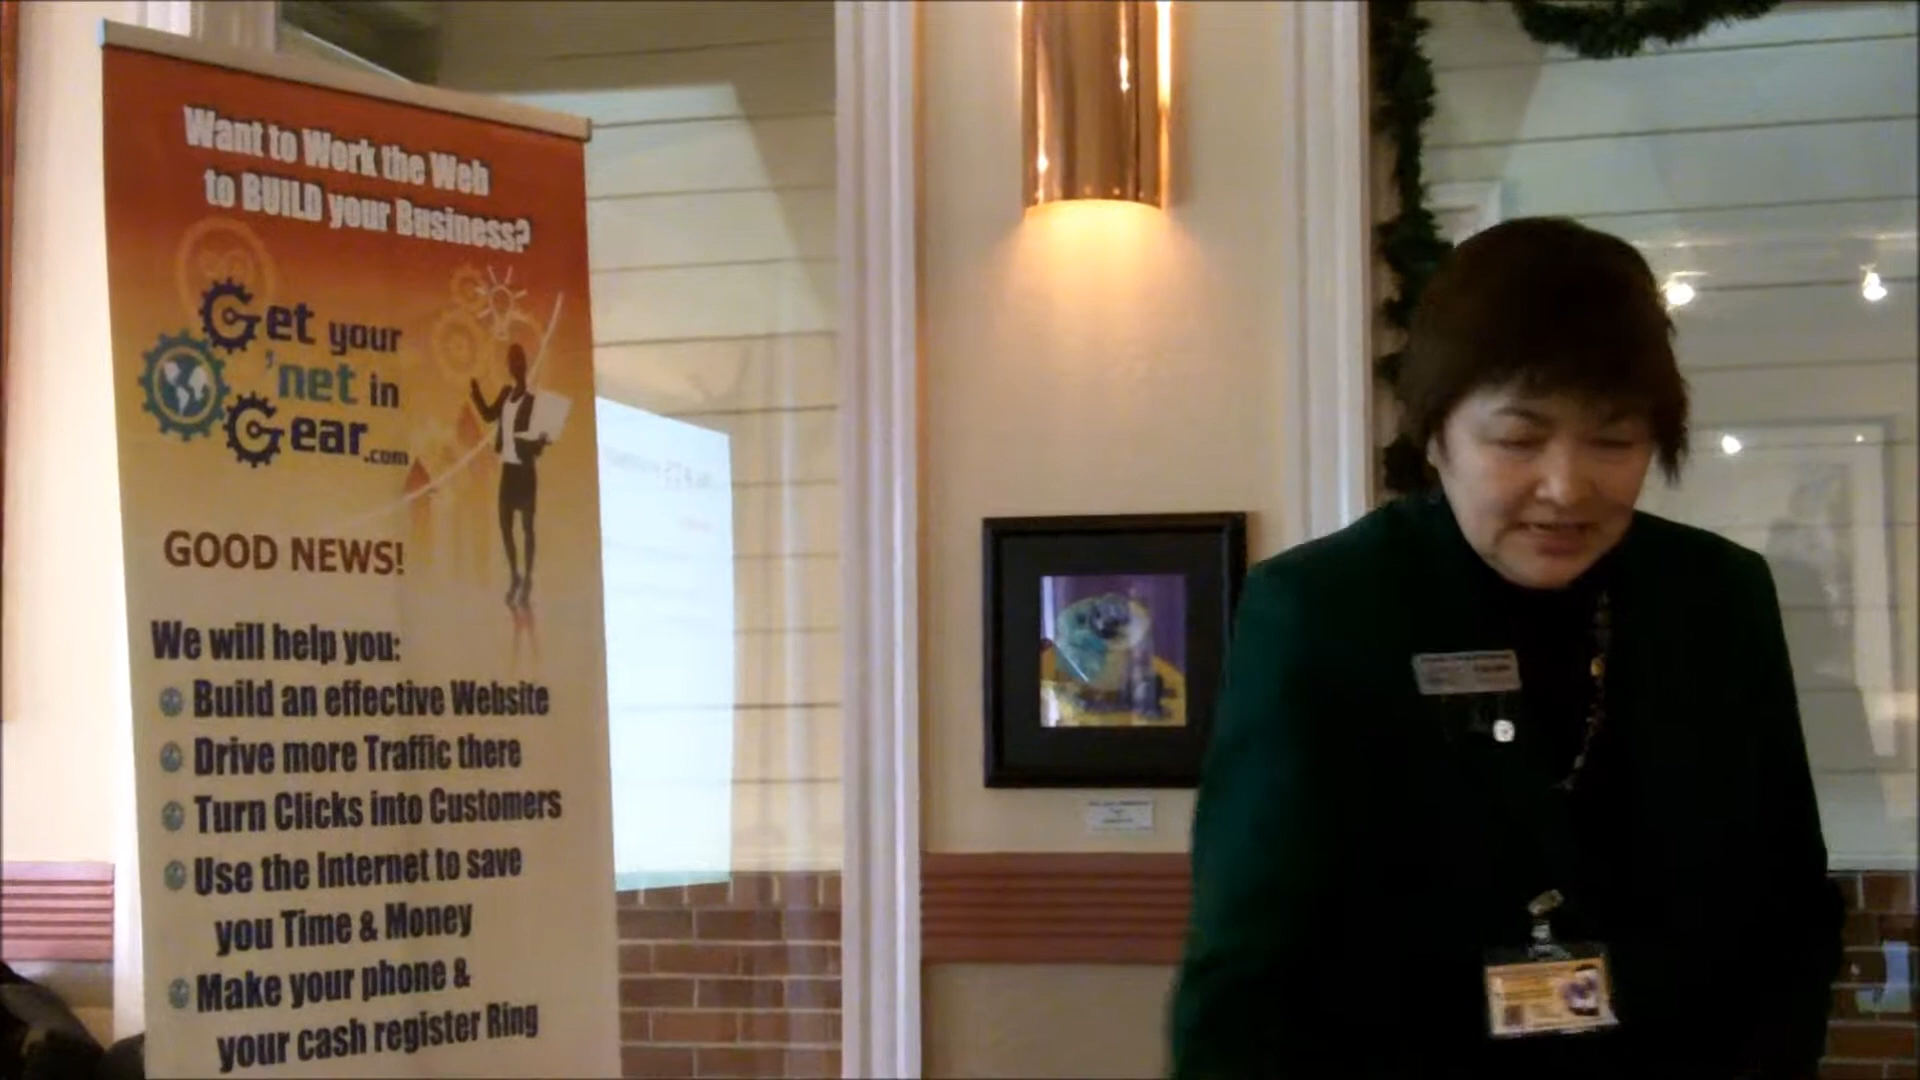 Want to Work the Web
to BUILD your Business?
Get your
'net in
Gear.com
GOOD NEWS!
We will help you:
Build an effective Website
Drive more Traffic there
Turn Clicks into Customers
Use the Internet to save
you Time & Money
Make your phone &
your cash register Ring